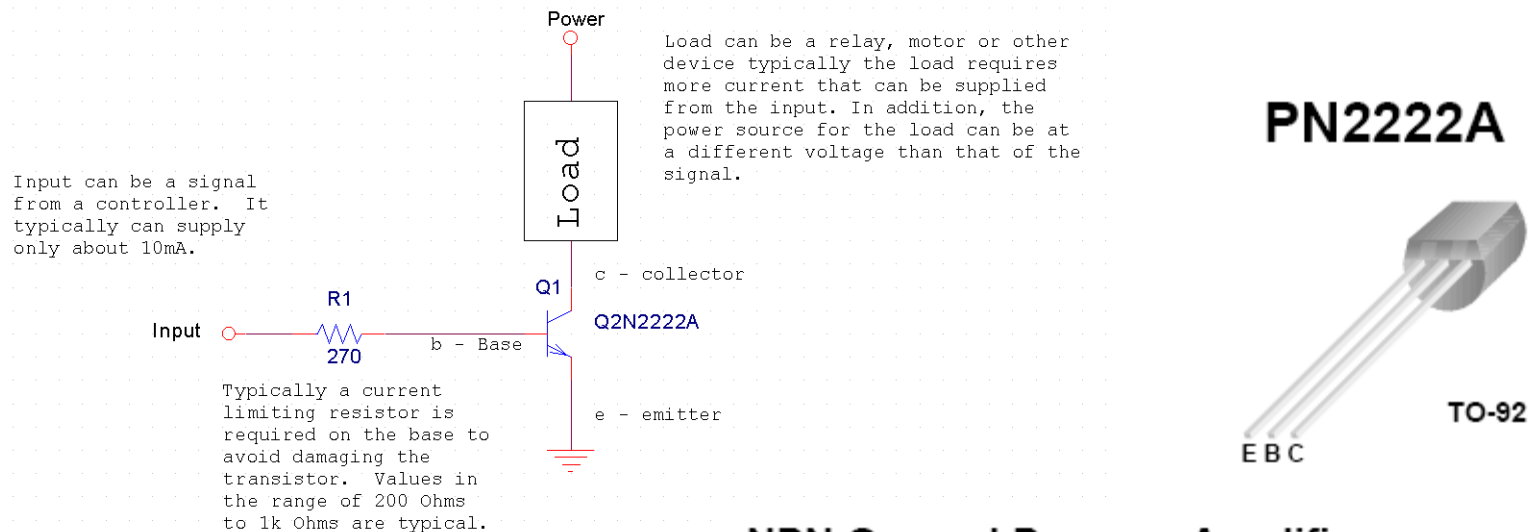 Power
Load can be a relay, motor or other
device typically the load requires
more current that can be supplied
from the input. In addition, the
power source for the load can be at
a different voltage than that of the
signal.
PN2222A
Load
Input can be a signal
from a controller. It
typically can supply
only about 10mA.
c - collector
Q1
Q2N2222A
R1
Input
270
b - Base
Typically a current
limiting resistor is
required on the base to
avoid damaging the
transistor. Values in
the range of 200 Ohms
to 1k Ohms are typical.
e - emitter
TO-92
E B C